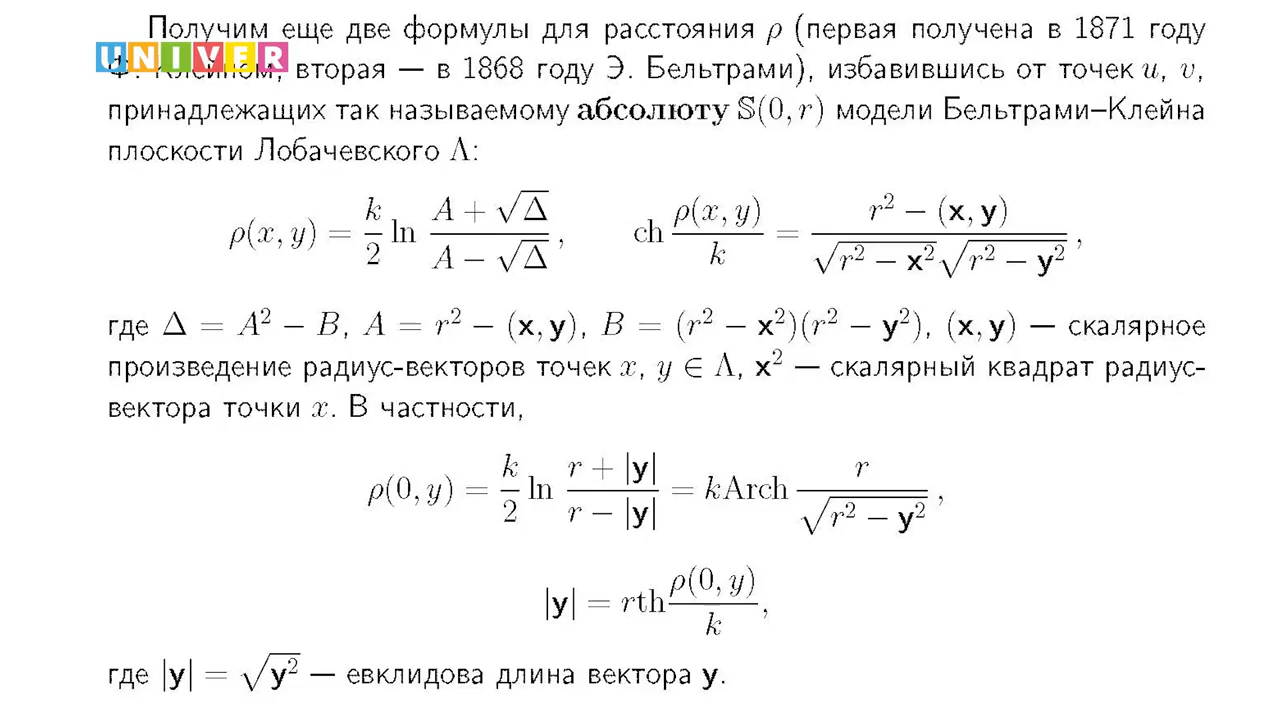 Получим еще две формулы для расстояния ρ (первая получена в 1871 году
UNIVER
Ф. Клейном, вторая — в 1868 году Э. Бельтрами), избавившись от точек u, v,
принадлежащих так называемому абсолюту 𝕊(0, r) модели Бельтрами–Клейна
плоскости Лобачевского Λ:
ρ(x, y) = k/2 ln (A + √Δ)/(A − √Δ), ch ρ(x, y)/k = (r² − (x, y))/(√(r² − x²)√(r² − y²)),
где Δ = A² − B, A = r² − (x, y), B = (r² − x²)(r² − y²), (x, y) — скалярное
произведение радиус-векторов точек x, y ∈ Λ, x² — скалярный квадрат радиус-
вектора точки x. В частности,
ρ(0, y) = k/2 ln (r + |y|)/(r − |y|) = kArch r/√(r² − y²),
|y| = rth ρ(0, y)/k,
где |y| = √y² — евклидова длина вектора y.